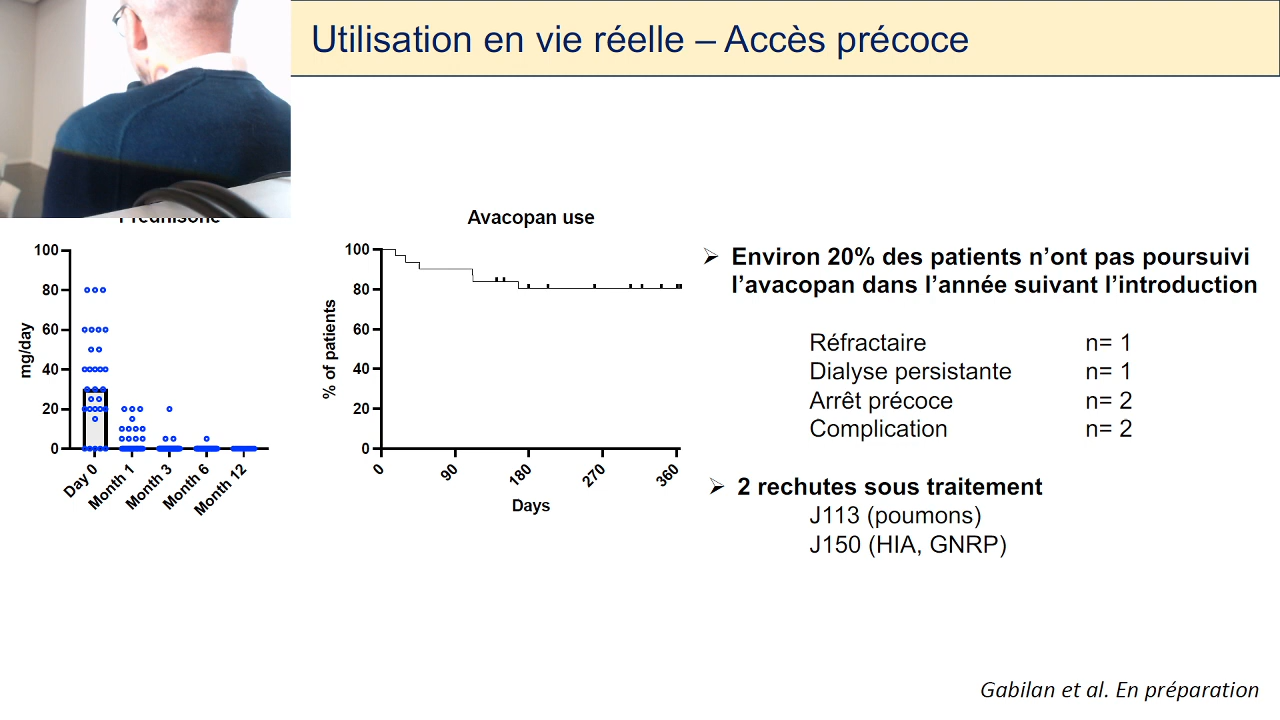 Utilisation en vie réelle – Accès précoce
Prednisone
100
80
60
40
20
0
mg/day
Day 0
Month 1
Month 3
Month 6
Month 12
Avacopan use
100
80
60
40
20
0
% of patients
0
90
180
270
360
Days
➢ Environ 20% des patients n’ont pas poursuivi
l’avacopan dans l’année suivant l’introduction
Réfractaire n= 1
Dialyse persistante n= 1
Arrêt précoce n= 2
Complication n= 2
➢ 2 rechutes sous traitement
J113 (poumons)
J150 (HIA, GNRP)
Gabilan et al. En préparation